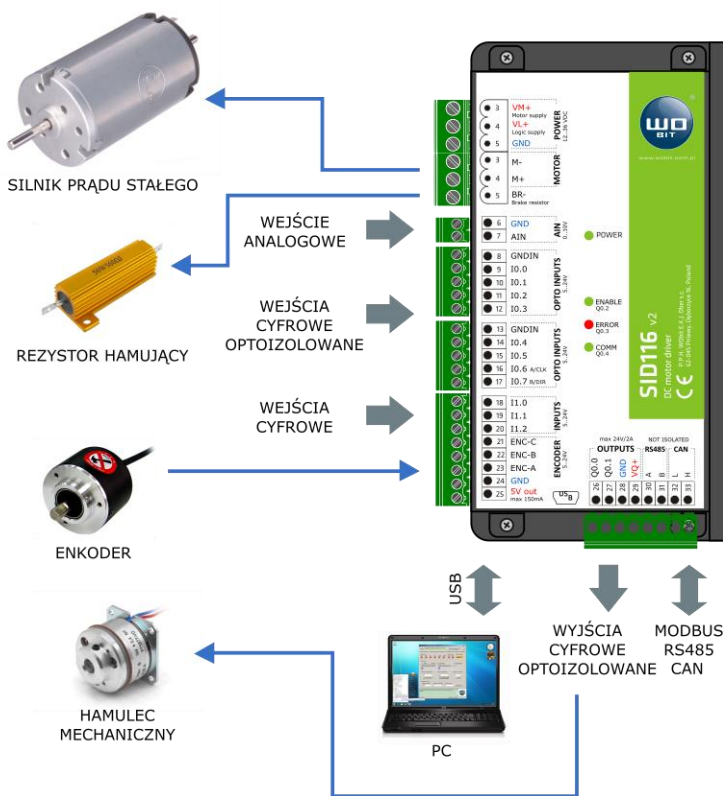 SILNIK PRĄDU STAŁEGO
REZYSTOR HAMUJĄCY
WEJŚCIE
ANALOGOWE
WEJŚCIA
CYFROWE
OPTOIZOLOWANE
WEJŚCIA
CYFROWE
ENKODER
HAMULEC
MECHANICZNY
3 VM+
Motor supply
4 VL+
Logic supply
5 GND
POWER
12..36 VDC
3 M-
4 M+
MOTOR
5 BR-
Brake resistor
6 GND
7 AIN
AIN
0..10V
8 GNDIN
9 I0.0
10 I0.1
11 I0.2
12 I0.3
OPTO INPUTS
5..24V
13 GNDIN
14 I0.4
15 I0.5
16 I0.6 A/CLK
17 I0.7 B/DIR
OPTO INPUTS
5..24V
18 I1.0
19 I1.1
20 I1.2
INPUTS
5..24V
21 ENC-C
22 ENC-B
23 ENC-A
24 GND
25 5V out
max 150mA
ENCODER
5..24V
USB
WO
BIT
®
www.wobit.com.pl
POWER
ENABLE
Q0.2
ERROR
Q0.3
COMM
Q0.4
SID116 v2
DC motor driver
CE
max 24V/2A
NOT ISOLATED
OUTPUTS
RS485
CAN
26 Q0.0
27 Q0.1
28 GND
29 VQ+
30 A
31 B
32 L
33 H
USB
PC
WYJŚCIA
CYFROWE
OPTOIZOLOWANE
MODBUS
RS485
CAN